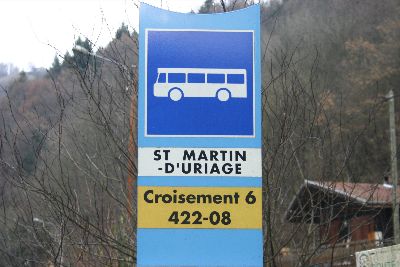 ST MARTIN
-D'URIAGE
Croisement 6
422-08